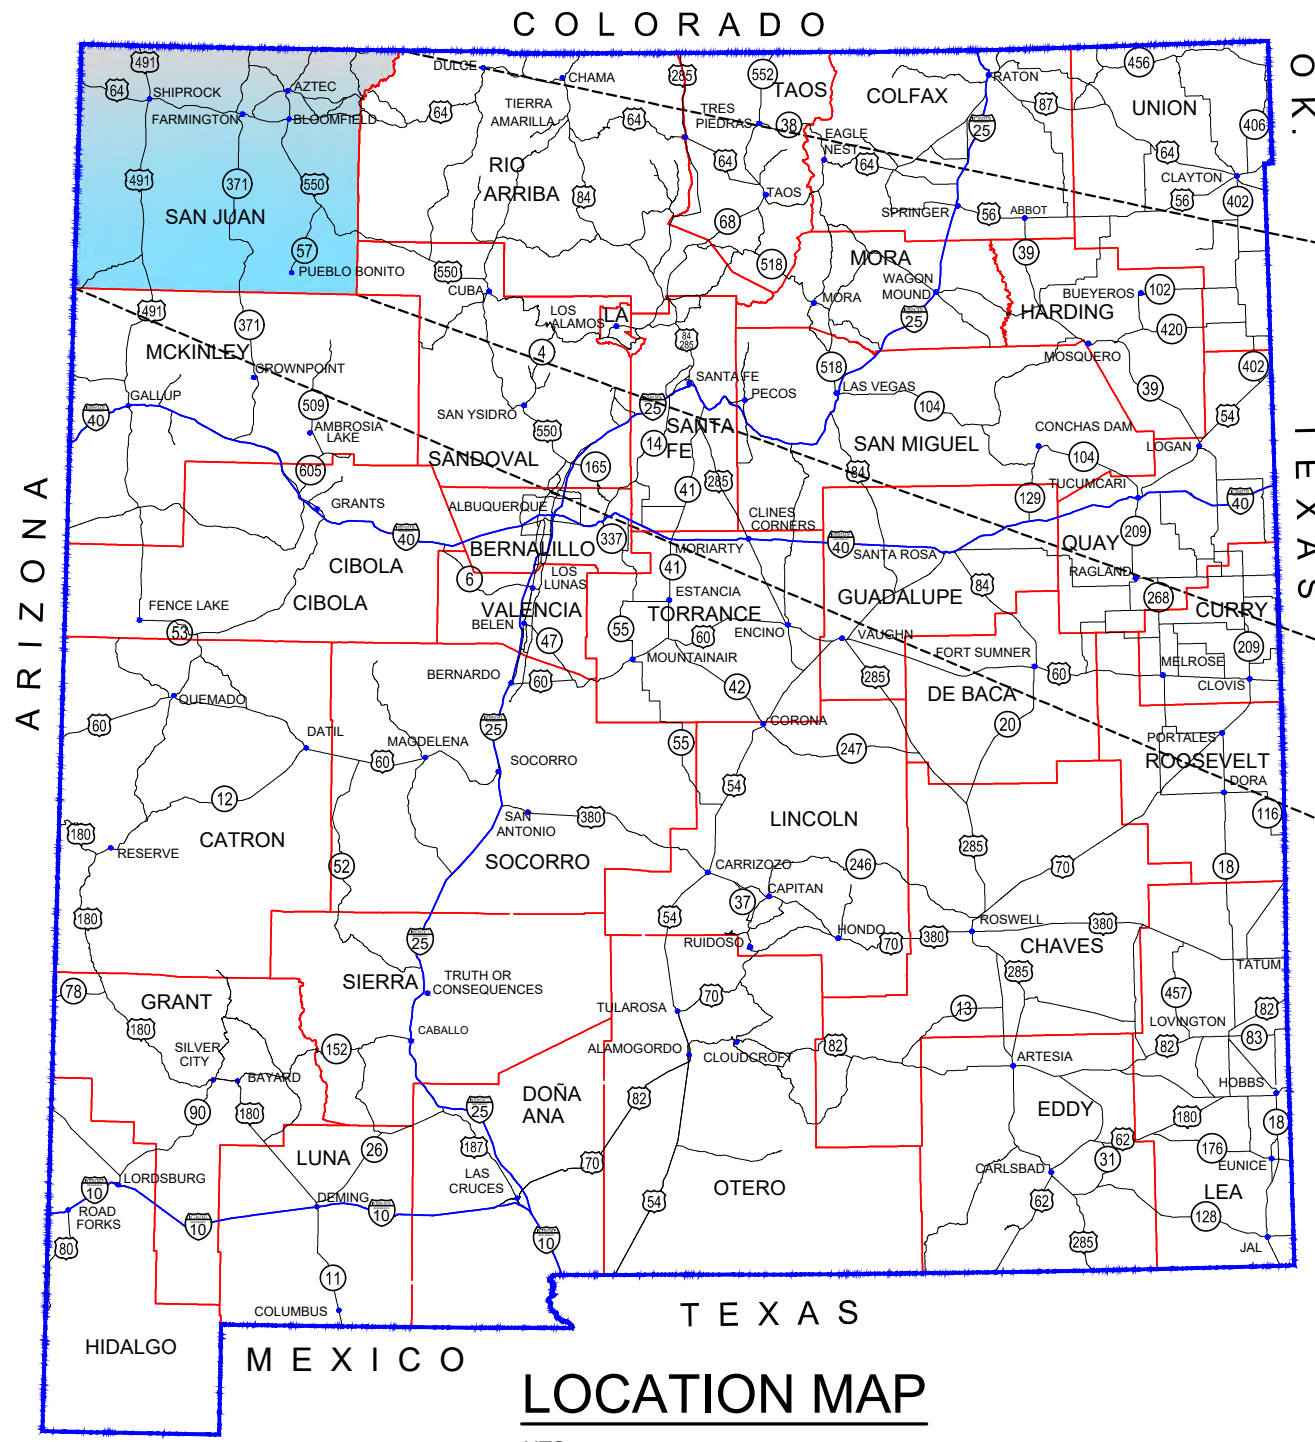 COLORADO
OK.
TEXAS
ARIZONA
TEXAS
MEXICO
491
64
SHIPROCK
AZTEC
FARMINGTON
BLOOMFIELD
491
371
550
SAN JUAN
57
PUEBLO BONITO
DULCE
CHAMA
TIERRA
AMARILLA
64
64
RIO
ARRIBA
84
285
552
TAOS
TRES
PIEDRAS
38
EAGLE
NEST
64
64
TAOS
68
COLFAX
RATON
25
87
456
UNION
406
64
CLAYTON
56
402
SPRINGER
56
ABBOT
39
518
MORA
WAGON
MOUND
MORA
25
BUEYEROS
102
HARDING
420
MOSQUERO
402
550
CUBA
LOS
ALAMOS
LA
4
84
285
491
371
MCKINLEY
CROWNPOINT
GALLUP
40
509
AMBROSIA
LAKE
605
GRANTS
SAN YSIDRO
550
SANDOVAL
165
SANTA FE
25
SANTA
FE
14
PECOS
518
LAS VEGAS
104
39
54
SAN MIGUEL
CONCHAS DAM
LOGAN
84
104
129
TUCUMCARI
40
209
41
285
ALBUQUERQUE
CLINES
CORNERS
40
BERNALILLO
337
MORIARTY
40
SANTA ROSA
QUAY
RAGLAND
CIBOLA
6
LOS
LUNAS
41
ESTANCIA
84
268
CURRY
CIBOLA
FENCE LAKE
53
VALENCIA
BELEN
47
55
TORRANCE
60
ENCINO
GUADALUPE
VAUGHN
209
FORT SUMNER
60
MELROSE
CLOVIS
BERNARDO
60
MOUNTAINAIR
42
285
DE BACA
20
QUEMADO
60
DATIL
60
MAGDELENA
25
SOCORRO
55
CORONA
247
PORTALES
ROOSEVELT
DORA
116
12
54
SAN
ANTONIO
380
LINCOLN
180
RESERVE
CATRON
52
SOCORRO
285
70
18
CARRIZOZO
246
CAPITAN
37
180
54
25
RUIDOSO
HONDO
70
380
ROSWELL
380
CHAVES
TATUM
285
SIERRA
TRUTH OR
CONSEQUENCES
78
GRANT
70
TULAROSA
13
457
82
LOVINGTON
180
SILVER
CITY
152
CABALLO
ALAMOGORDO
CLOUDCROFT
82
ARTESIA
82
83
BAYARD
HOBBS
90
180
25
DOÑA
ANA
82
EDDY
180
18
LUNA
26
187
62
176
31
EUNICE
70
CARLSBAD
LAS
CRUCES
OTERO
LEA
LORDSBURG
10
ROAD
FORKS
10
DEMING
10
54
62
128
80
10
285
JAL
11
COLUMBUS
HIDALGO
LOCATION MAP